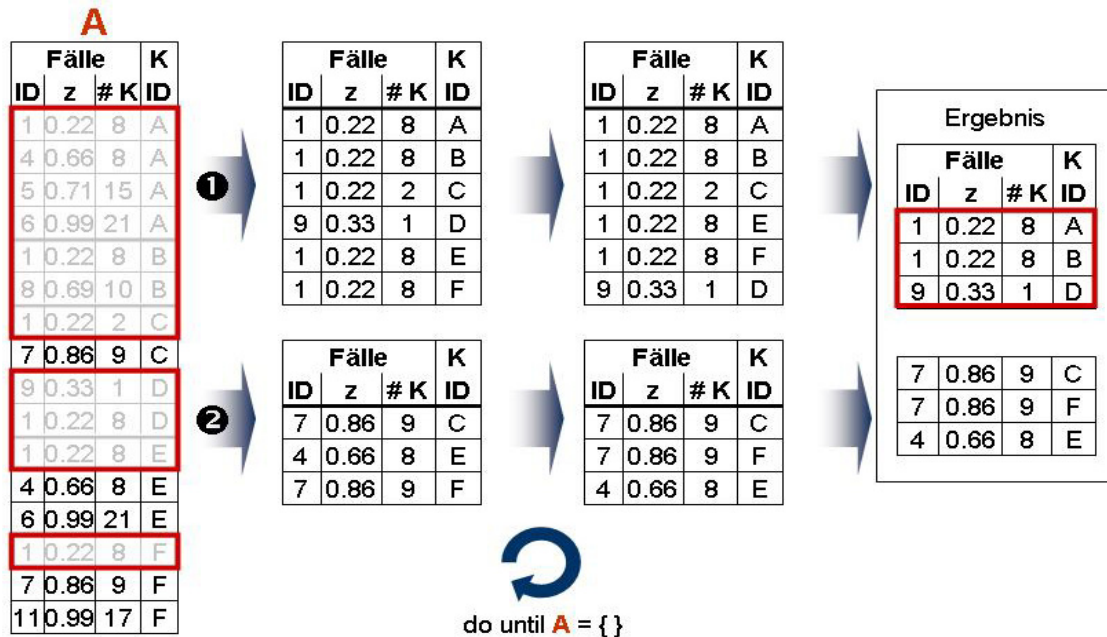 A
Fälle K
ID z # K ID
1 0.22 8 A
4 0.66 8 A
5 0.71 15 A
6 0.99 21 A
1 0.22 8 B
8 0.69 10 B
1 0.22 2 C
7 0.86 9 C
9 0.33 1 D
1 0.22 8 D
1 0.22 8 E
4 0.66 8 E
6 0.99 21 E
1 0.22 8 F
7 0.86 9 F
11 0.99 17 F
1
Fälle K
ID z # K ID
1 0.22 8 A
1 0.22 8 B
1 0.22 2 C
9 0.33 1 D
1 0.22 8 E
1 0.22 8 F
Fälle K
ID z # K ID
1 0.22 8 A
1 0.22 8 B
1 0.22 2 C
1 0.22 8 E
1 0.22 8 F
9 0.33 1 D
Ergebnis
Fälle K
ID z # K ID
1 0.22 8 A
1 0.22 8 B
9 0.33 1 D
2
Fälle K
ID z # K ID
7 0.86 9 C
4 0.66 8 E
7 0.86 9 F
Fälle K
ID z # K ID
7 0.86 9 C
7 0.86 9 F
4 0.66 8 E
7 0.86 9 C
7 0.86 9 F
4 0.66 8 E
do until A = { }